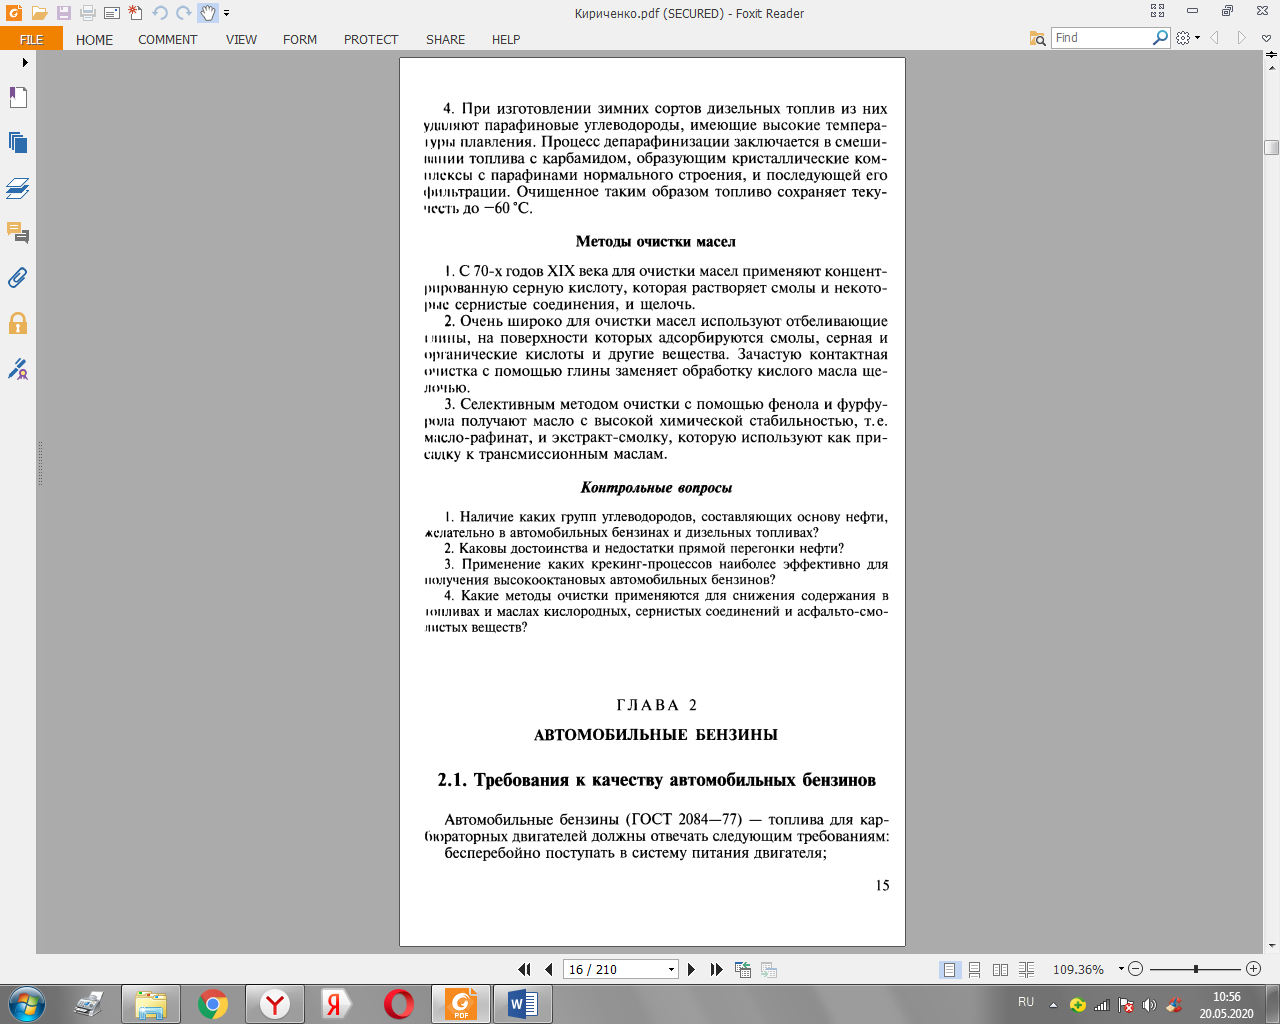 Кириченко.pdf (SECURED) - Foxit Reader
FILE HOME COMMENT VIEW FORM PROTECT SHARE HELP
Find
4. При изготовлении зимних сортов дизельных топлив из них
удаляют парафиновые углеводороды, имеющие высокие темпера-
туры плавления. Процесс депарафинизации заключается в смеши-
вании топлива с карбамидом, образующим кристаллические ком-
плексы с парафинами нормального строения, и последующей его
фильтрации. Очищенное таким образом топливо сохраняет теку-
честь до −60 °С.
Методы очистки масел
1. С 70-х годов XIX века для очистки масел применяют концент-
рированную серную кислоту, которая растворяет смолы и некото-
рые сернистые соединения, и щелочь.
2. Очень широко для очистки масел используют отбеливающие
глины, на поверхности которых адсорбируются смолы, серная и
органические кислоты и другие вещества. Зачастую контактная
очистка с помощью глины заменяет обработку кислого масла ще-
лочью.
3. Селективным методом очистки с помощью фенола и фурфу-
рола получают масло с высокой химической стабильностью, т.е.
масло-рафинат, и экстракт-смолку, которую используют как при-
садку к трансмиссионным маслам.
Контрольные вопросы
1. Наличие каких групп углеводородов, составляющих основу нефти,
желательно в автомобильных бензинах и дизельных топливах?
2. Каковы достоинства и недостатки прямой перегонки нефти?
3. Применение каких крекинг-процессов наиболее эффективно для
получения высокооктановых автомобильных бензинов?
4. Какие методы очистки применяются для снижения содержания в
топливах и маслах кислородных, сернистых соединений и асфальто-смо-
листых веществ?
ГЛАВА 2
АВТОМОБИЛЬНЫЕ БЕНЗИНЫ
2.1. Требования к качеству автомобильных бензинов
Автомобильные бензины (ГОСТ 2084—77) — топлива для кар-
бюраторных двигателей должны отвечать следующим требованиям:
бесперебойно поступать в систему питания двигателя;
15
16 / 210
109.36%
RU
10:56
20.05.2020